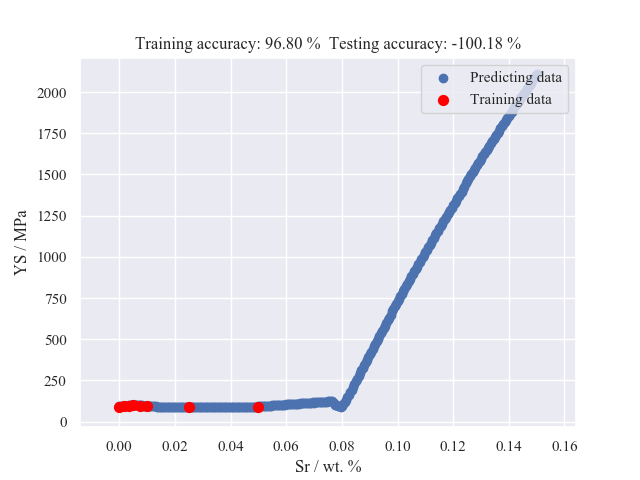 Training accuracy: 96.80 %  Testing accuracy: -100.18 %
Predicting data
Training data
YS / MPa
2000
1750
1500
1250
1000
750
500
250
0
0.00 0.02 0.04 0.06 0.08 0.10 0.12 0.14 0.16
Sr / wt. %